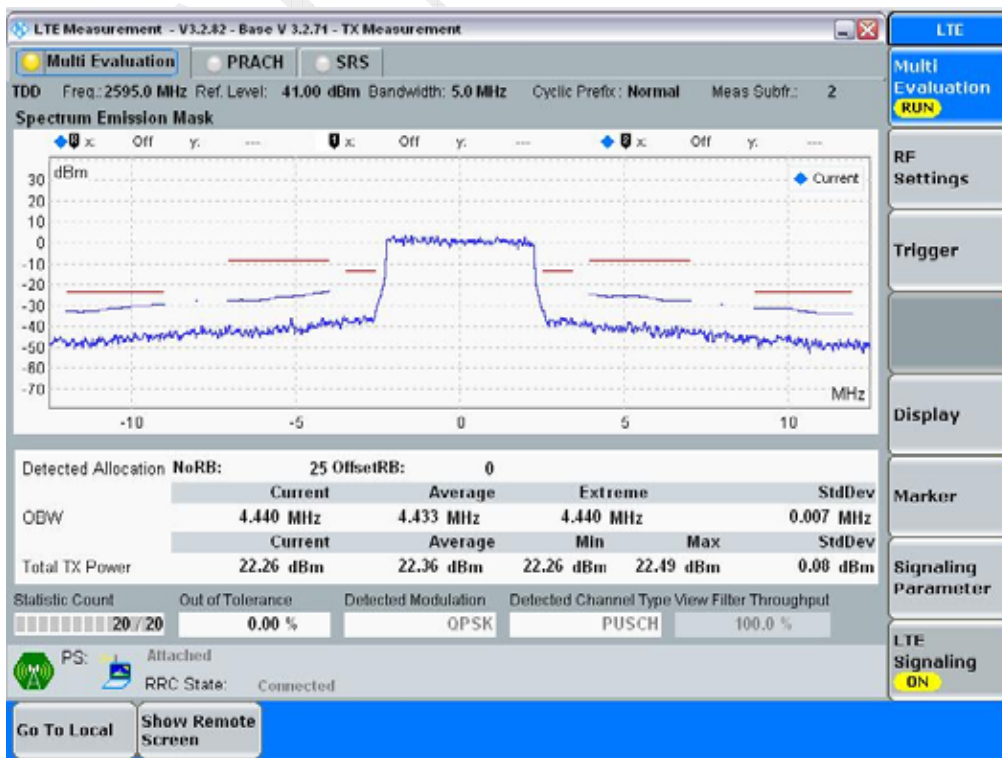 LTE Measurement - V3.2.82 - Base V 3.2.71 - TX Measurement
LTE
Multi Evaluation PRACH SRS
Multi
Evaluation
RUN
TDD Freq.: 2595.0 MHz Ref. Level: 41.00 dBm Bandwidth: 5.0 MHz Cyclic Prefix: Normal Meas Subfr.: 2
Spectrum Emission Mask
x: Off y: --- 1 x: Off y: --- 2 x: Off y: ---
dBm
Current
30
20
10
0
-10
-20
-30
-40
-50
-60
-70
MHz
-10 -5 0 5 10
RF
Settings
Trigger
Display
Marker
Signaling
Parameter
LTE
Signaling
ON
Detected Allocation NoRB: 25 OffsetRB: 0
Current Average Extreme StdDev
OBW 4.440 MHz 4.433 MHz 4.440 MHz 0.007 MHz
Current Average Min Max StdDev
Total TX Power 22.26 dBm 22.36 dBm 22.26 dBm 22.49 dBm 0.08 dBm
Statistic Count Out of Tolerance Detected Modulation Detected Channel Type View Filter Throughput
20 / 20 0.00 % QPSK PUSCH 100.0 %
PS: Attached
RRC State: Connected
Go To Local
Show Remote
Screen